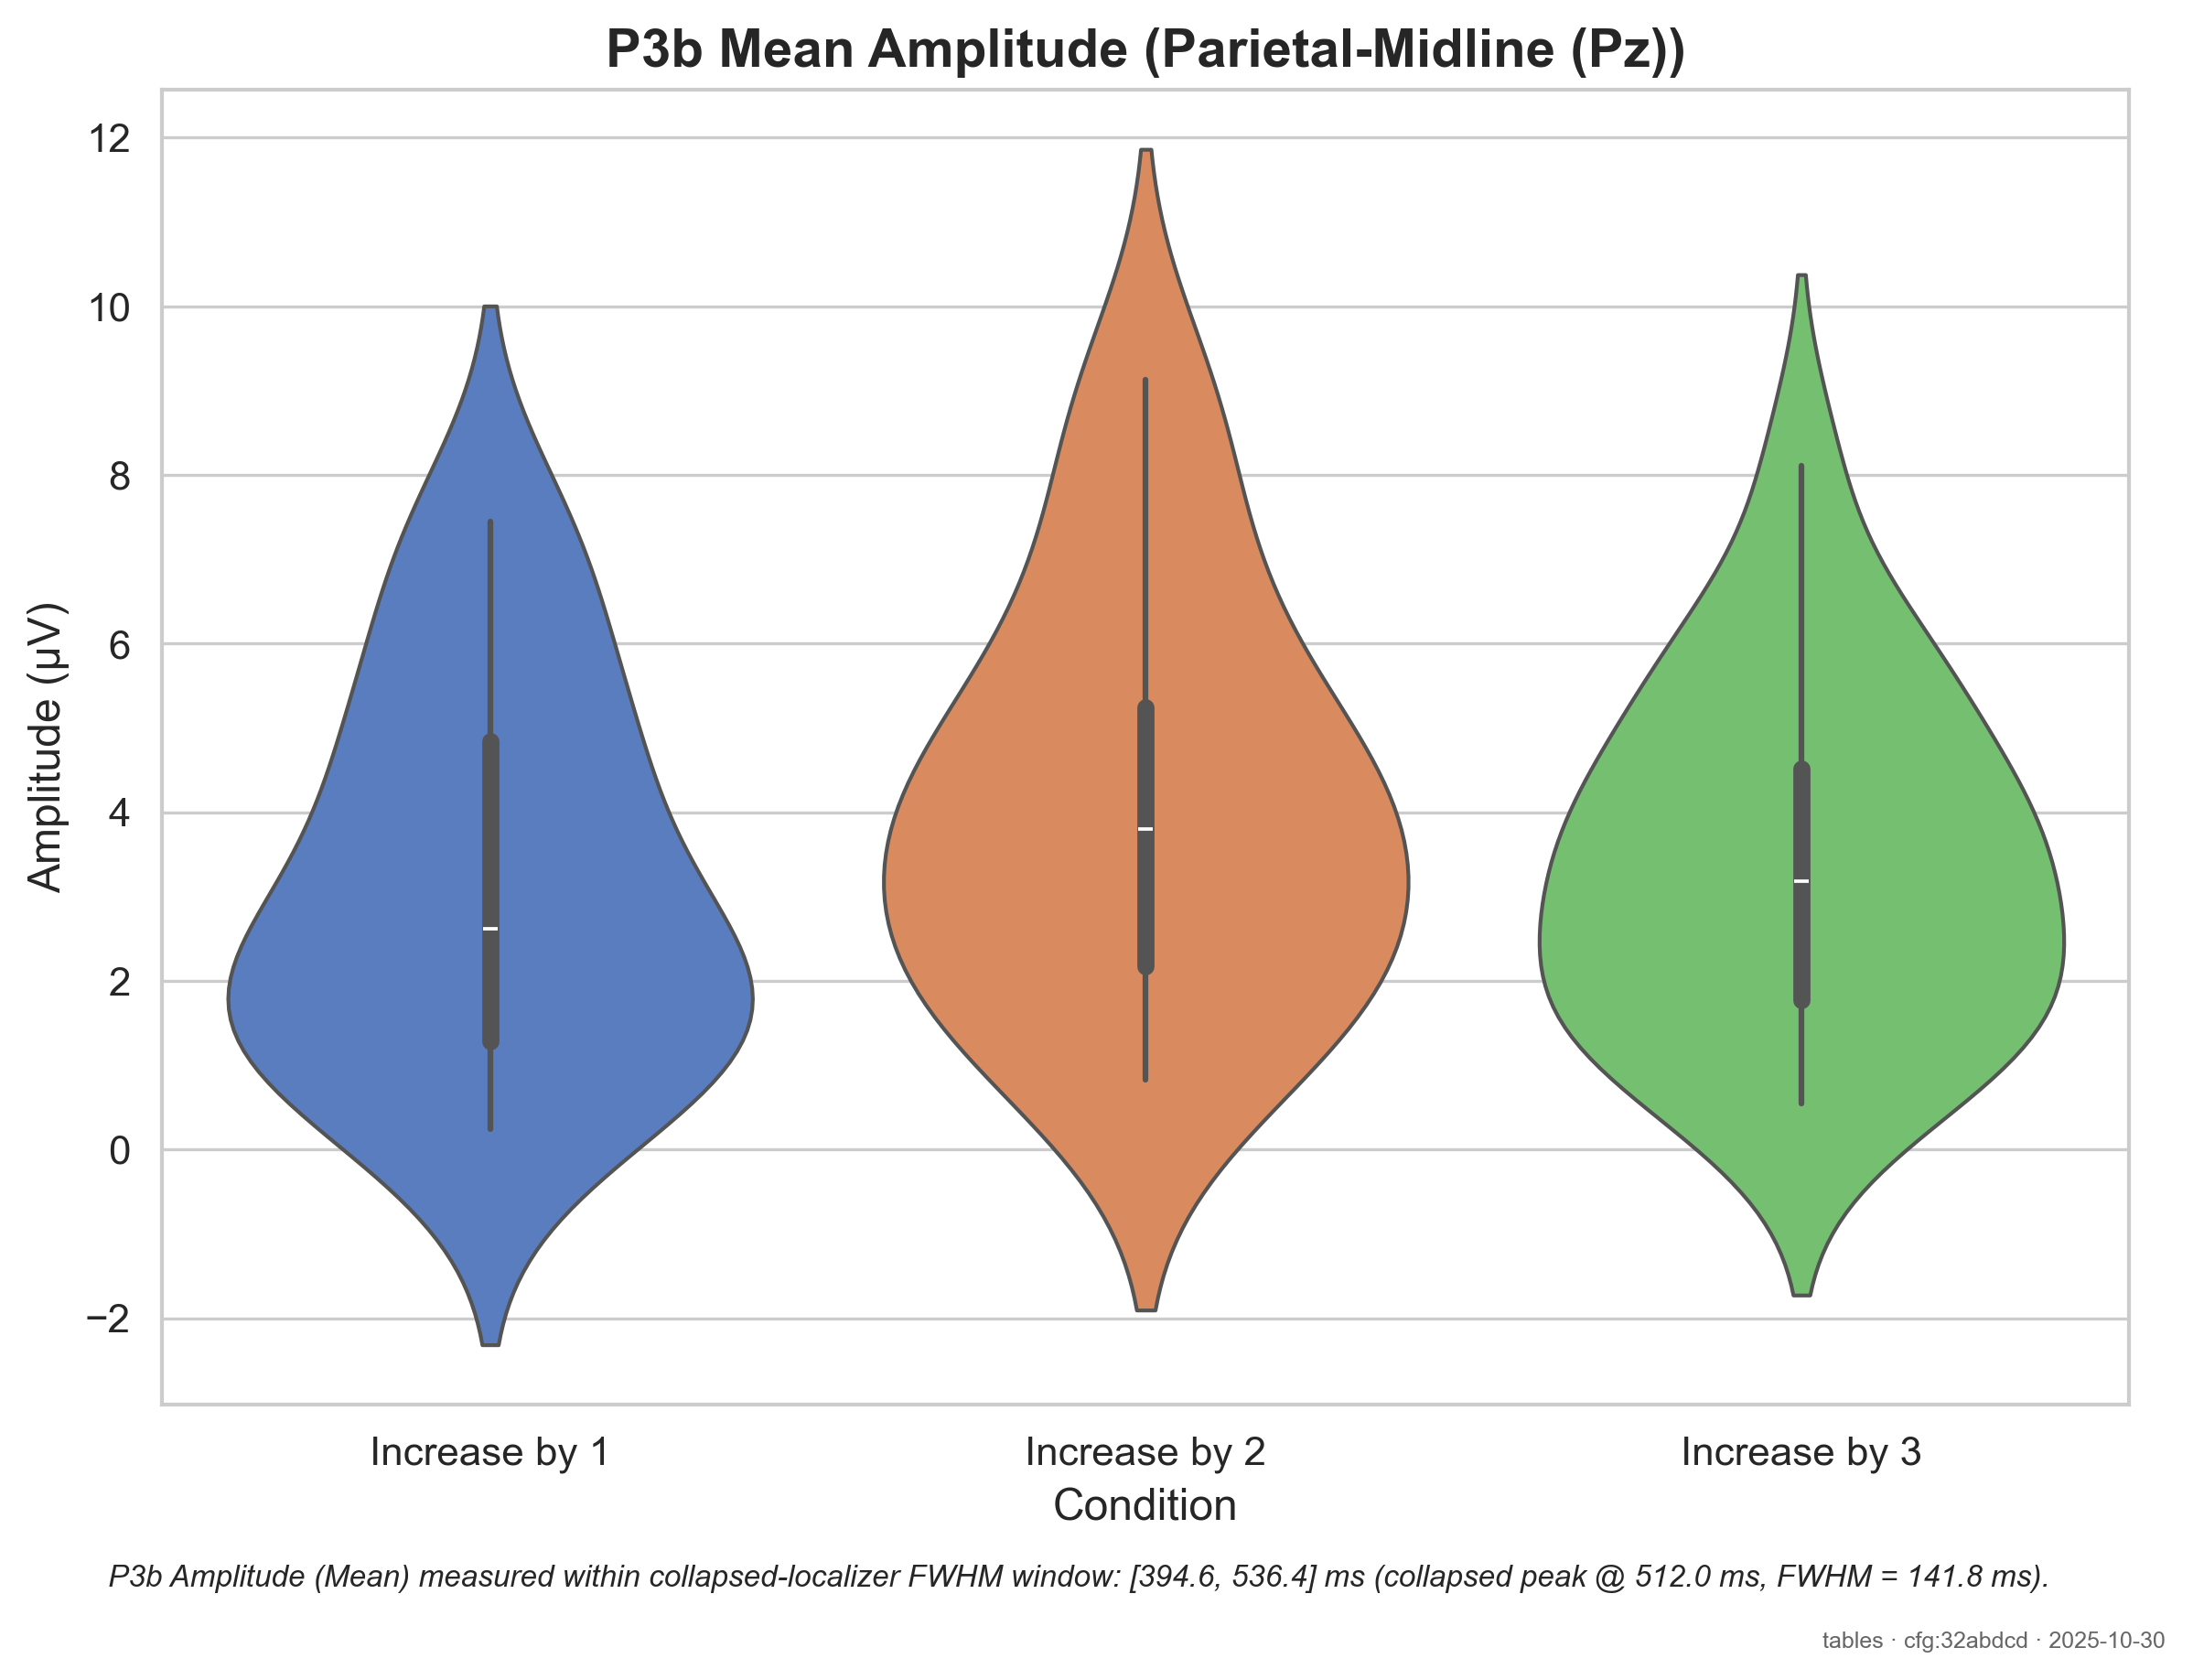 P3b Mean Amplitude (Parietal-Midline (Pz))
Amplitude (µV)
12
10
8
6
4
2
0
−2
Increase by 1
Increase by 2
Increase by 3
Condition
P3b Amplitude (Mean) measured within collapsed-localizer FWHM window: [394.6, 536.4] ms (collapsed peak @ 512.0 ms, FWHM = 141.8 ms).
tables · cfg:32abdcd · 2025-10-30